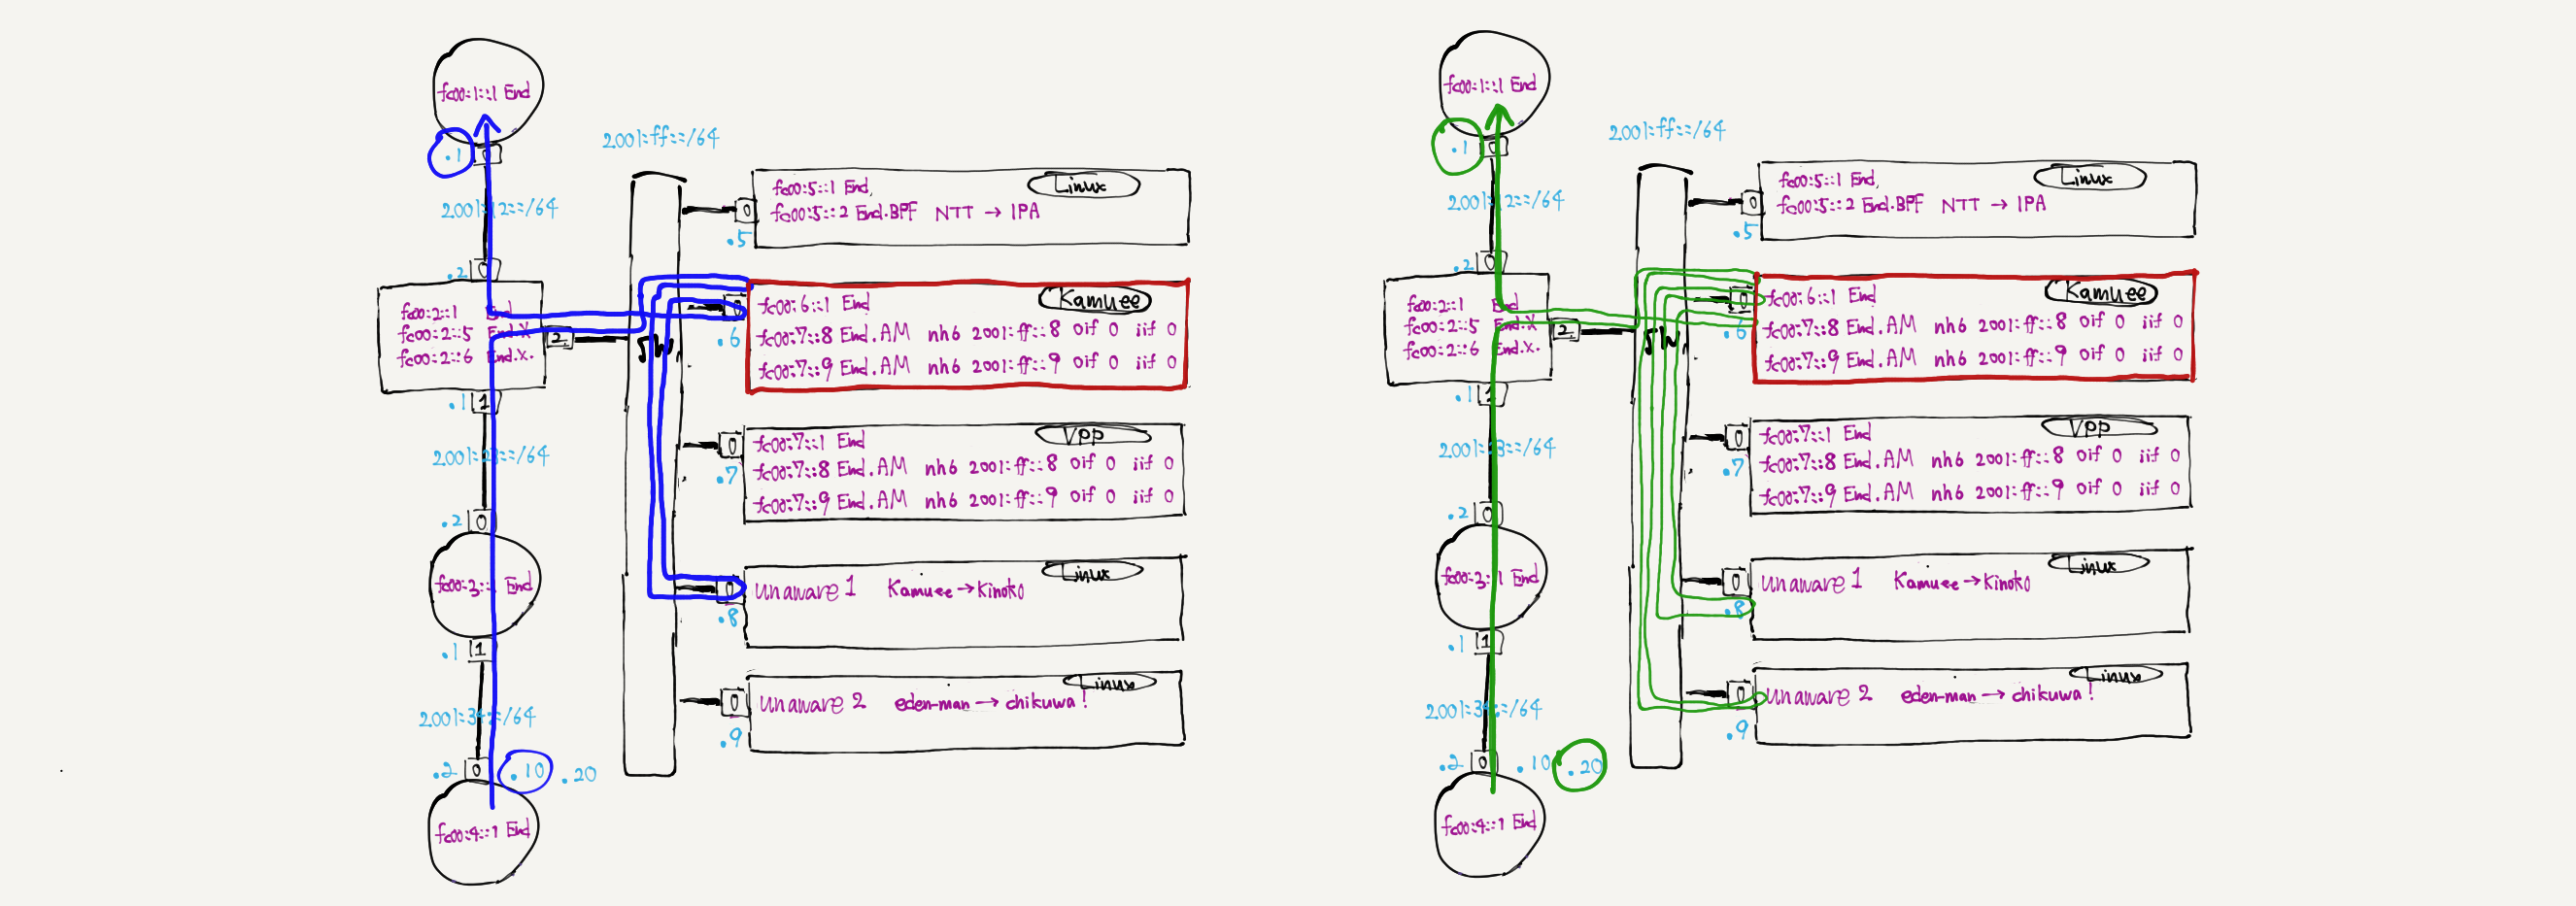 fc00:1::1 End
.1
0
2001:ff::/64
2001:12::/64
.2
0
fc00:2::1 End
fc00:2::5 End.X
fc00:2::6 End.X.
2
.1
1
.2
0
fc00:3::1 End
.1
1
2001:34::/64
.2
0
.10
.20
fc00:4::1 End
SW
0
.5
Linux
fc00:5::1 End,
fc00:5::2 End.BPF NTT → IPA
0
.6
Kamuee
fc00:6::1 End
fc00:7::8 End.AM nh6 2001:ff::8 oif 0 iif 0
fc00:7::9 End.AM nh6 2001:ff::9 oif 0 iif 0
0
.7
Vpp
fc00:7::1 End
fc00:7::8 End.AM nh6 2001:ff::8 oif 0 iif 0
fc00:7::9 End.AM nh6 2001:ff::9 oif 0 iif 0
0
.8
Linux
unaware 1 Kamuee→Kinoko
0
.9
Linux
unaware 2 eden-man → chikuwa!
fc00:1::1 End
.1
0
2001:ff::/64
2001:12::/64
.2
0
fc00:2::1 End
fc00:2::5 End.X
fc00:2::6 End.X.
2
.1
1
2001:23::/64
.2
0
fc00:3::1 End
.1
1
2001:34::/64
.2
0
.10
.20
fc00:4::1 End
SW
0
.5
Linux
fc00:5::1 End,
fc00:5::2 End.BPF NTT → IPA
0
.6
Kamuee
fc00:6::1 End
fc00:7::8 End.AM nh6 2001:ff::8 oif 0 iif 0
fc00:7::9 End.AM nh6 2001:ff::9 oif 0 iif 0
0
.7
Vpp
fc00:7::1 End
fc00:7::8 End.AM nh6 2001:ff::8 oif 0 iif 0
fc00:7::9 End.AM nh6 2001:ff::9 oif 0 iif 0
0
.8
Linux
unaware 1 Kamuee→Kinoko
0
.9
Linux
unaware 2 eden-man → chikuwa!